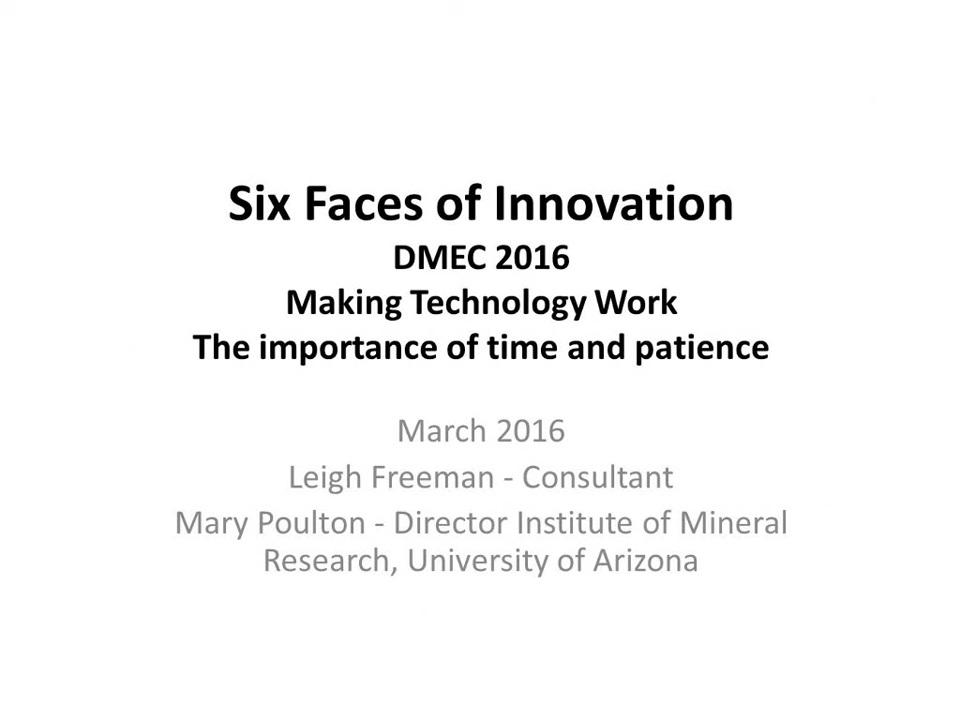 Six Faces of Innovation
DMEC 2016
Making Technology Work
The importance of time and patience
March 2016
Leigh Freeman - Consultant
Mary Poulton - Director Institute of Mineral
Research, University of Arizona